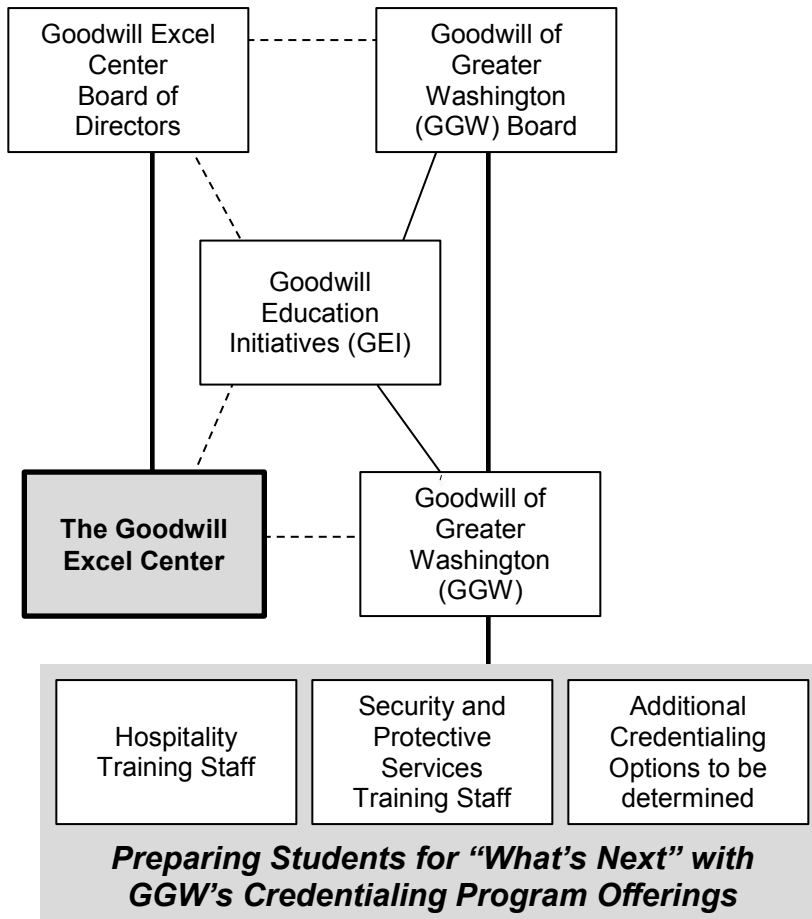 Goodwill Excel
Center
Board of
Directors
Goodwill of
Greater
Washington
(GGW) Board
Goodwill
Education
Initiatives (GEI)
The Goodwill
Excel Center
Goodwill of
Greater
Washington
(GGW)
Hospitality
Training Staff
Security and
Protective
Services
Training Staff
Additional
Credentialing
Options to be
determined
Preparing Students for “What’s Next” with
GGW’s Credentialing Program Offerings